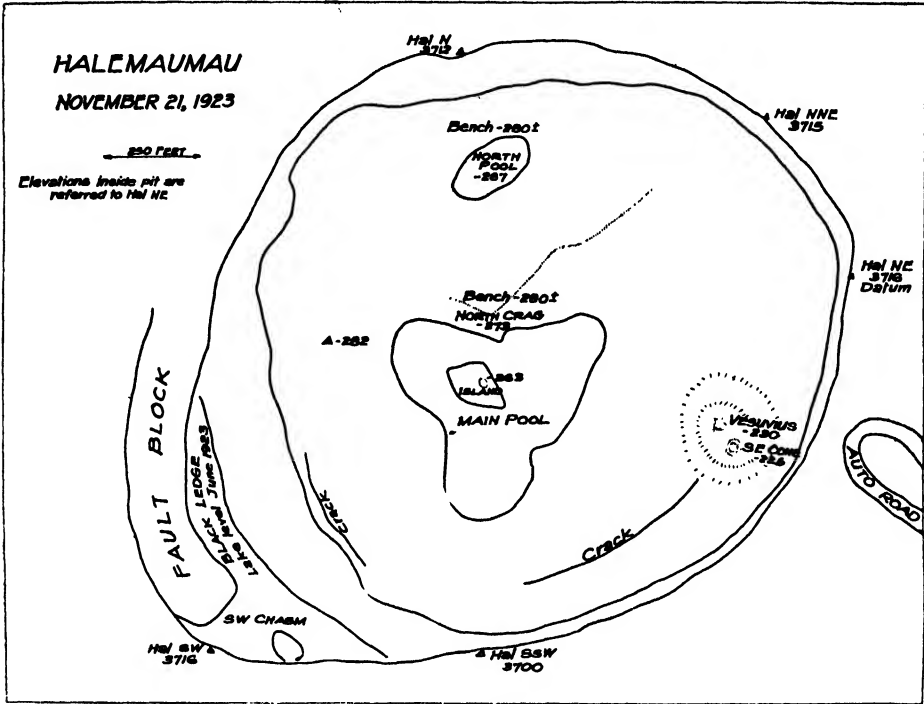 HALEMAUMAU
NOVEMBER 21, 1923
250 FEET
Elevations inside pit are
referred to Hal NE
Hal N
3712
Hal NNE
3715
Bench-280±
NORTH
POOL
-287
Hal NE
3716
Datum
Bench-280±
NORTH CRAG
-273
▲-282
-263
ISLAND
MAIN POOL
VESUVIUS
-230
S E CONE
-226
AUTO ROAD
FAULT BLOCK
BLACK LEDGE
Lake level June 1923
Crack
Crack
SW CHASM
Hal SW
3716
Hal SSW
3700